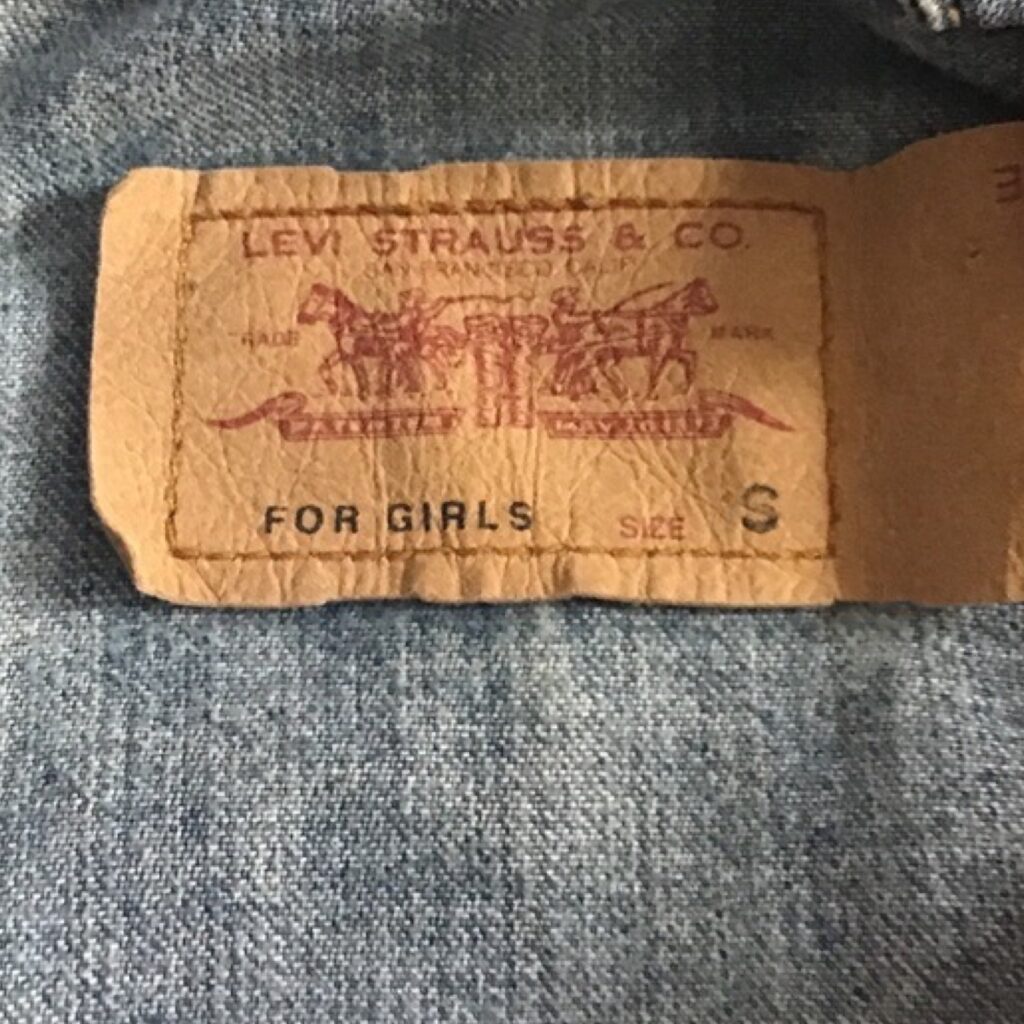 LEVI STRAUSS & CO.
SAN FRANCISCO CALIF
TRADE MARK
FOR GIRLS SIZE S